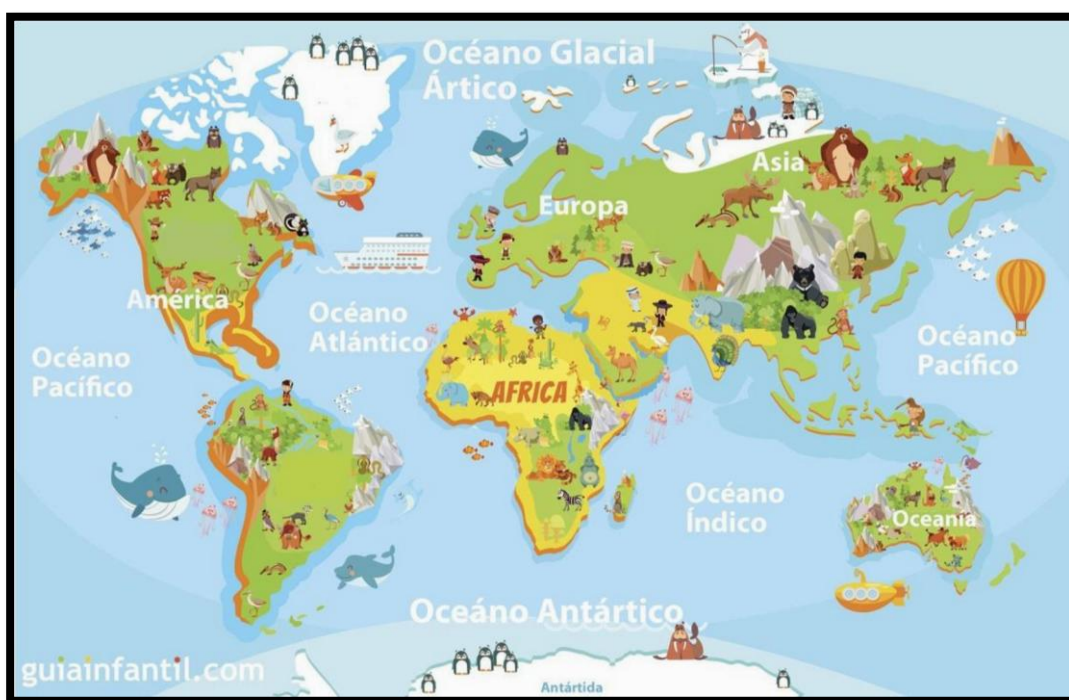 Océano Glacial
Ártico
Asia
Europa
América
Océano
Atlántico
Océano
Pacífico
Océano
Pacífico
AFRICA
Océano
Índico
Oceanía
Oceáno Antártico
guiainfantil.com
Antártida